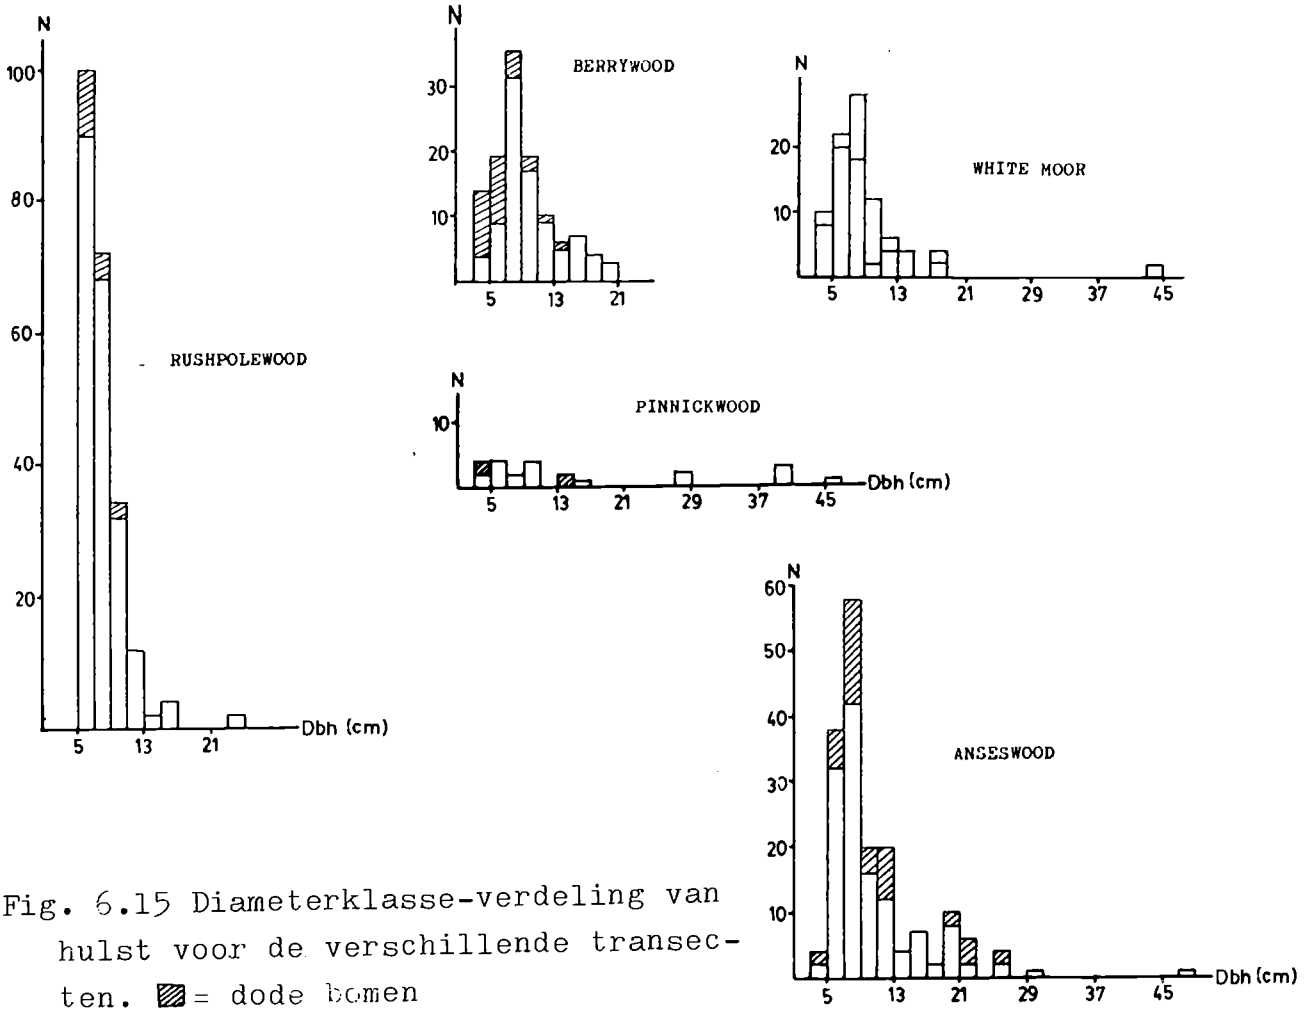 N
100
80
60
40
20
RUSHPOLEWOOD
5 13 21
Dbh (cm)
N
30
20
10
BERRYWOOD
5 13 21
N
20
10
WHITE MOOR
5 13 21 29 37 45
N
10
PINNICKWOOD
5 13 21 29 37 45
Dbh (cm)
N
60
50
40
30
20
10
ANSESWOOD
5 13 21 29 37 45
Dbh (cm)
Fig. 6.15 Diameterklasse-verdeling van
hulst voor de verschillende transec-
ten. = dode bomen